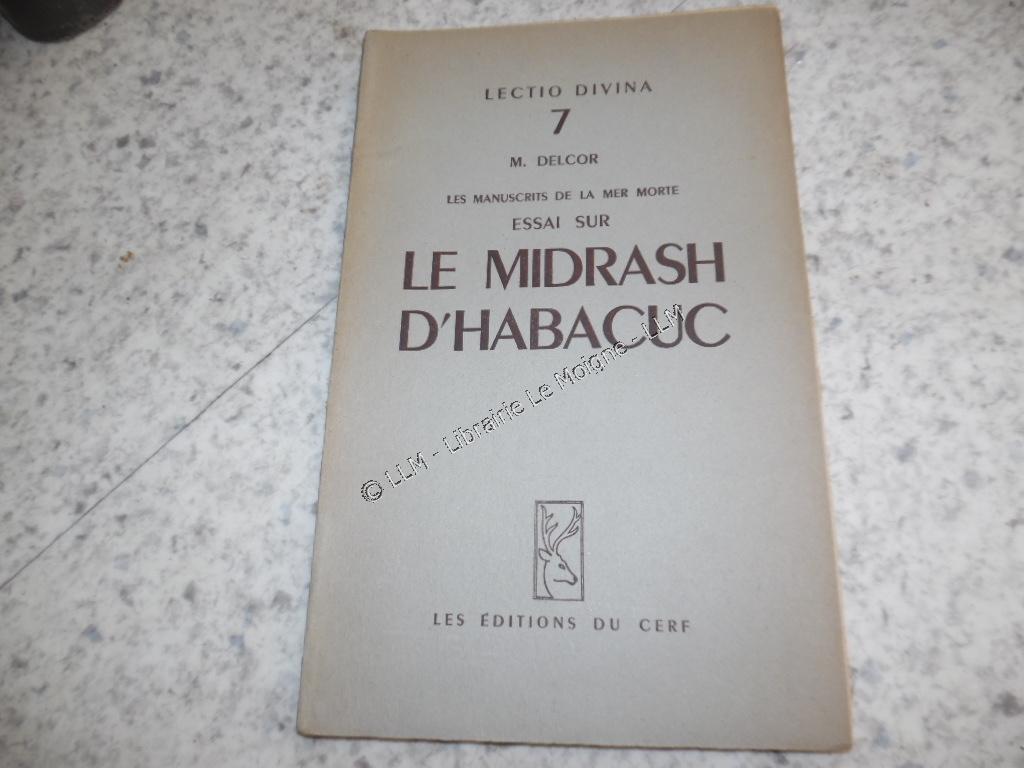 LECTIO DIVINA
7
M. DELCOR
LES MANUSCRITS DE LA MER MORTE
ESSAI SUR
LE MIDRASH
D'HABACUC
© LLM - Librairie Le Moigne - LLM
LES ÉDITIONS DU CERF